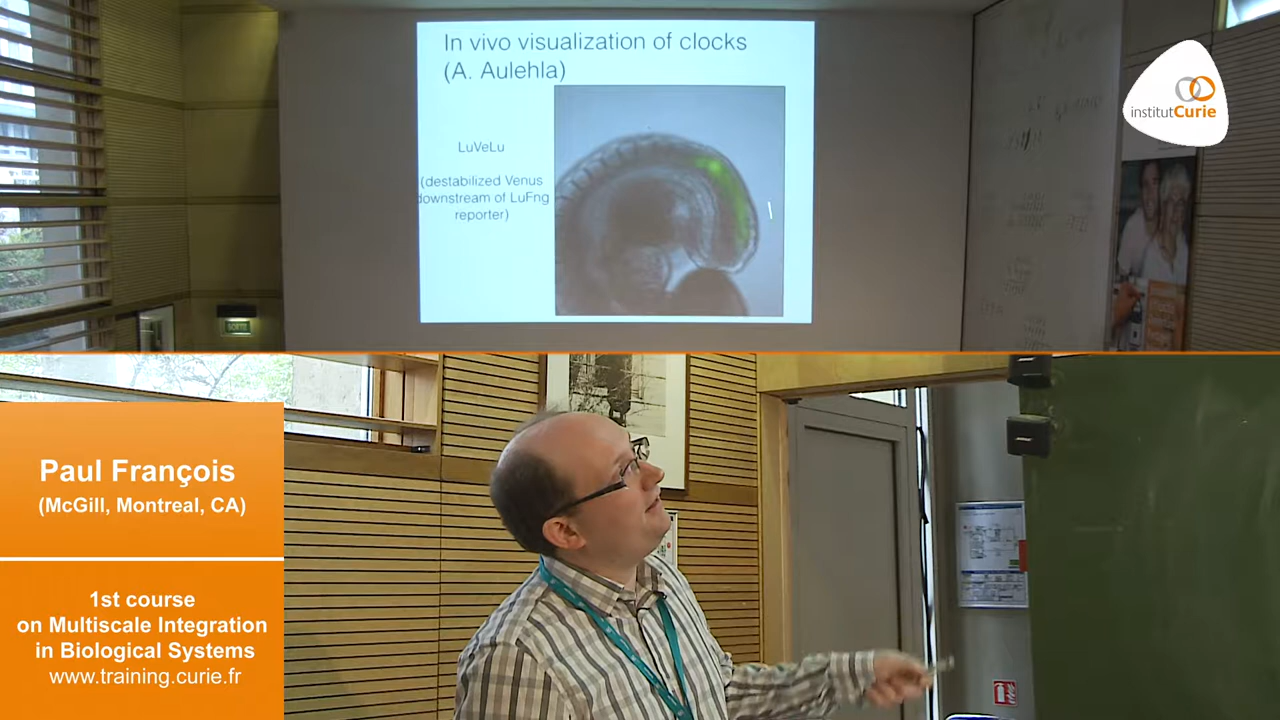 In vivo visualization of clocks
(A. Aulehla)
LuVeLu
(destabilized Venus
downstream of LuFng
reporter)
institutCurie
SORTIE
Paul François
(McGill, Montreal, CA)
1st course
on Multiscale Integration
in Biological Systems
www.training.curie.fr